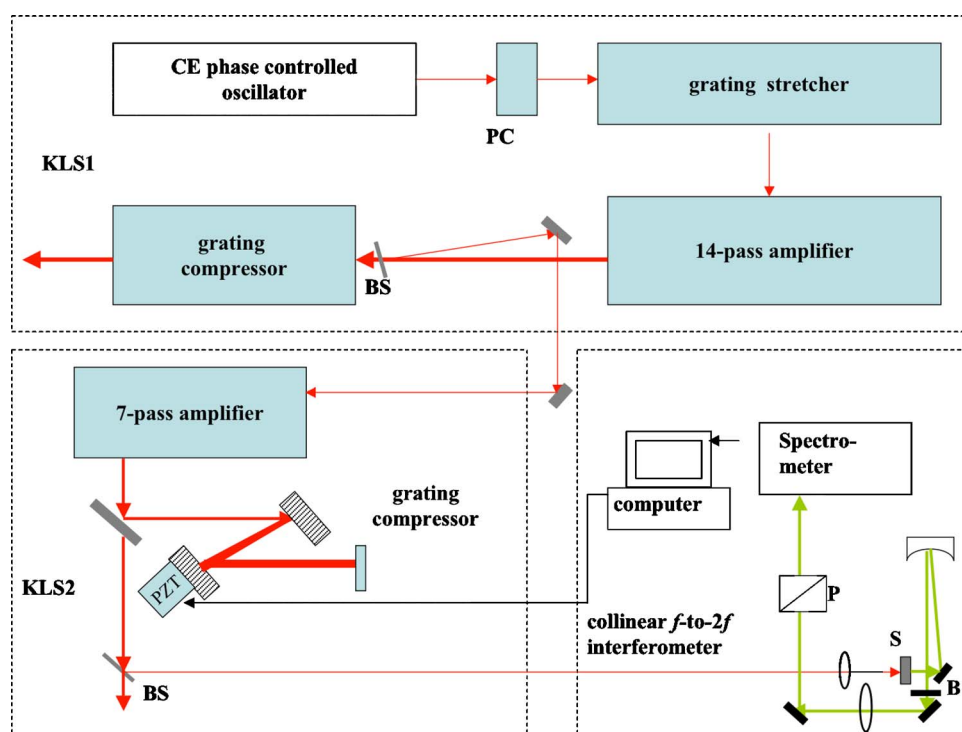 CE phase controlled
oscillator
PC
grating stretcher
KLS1
grating
compressor
BS
14-pass amplifier
7-pass amplifier
grating
compressor
PZT
KLS2
BS
computer
Spectro-
meter
P
collinear f-to-2f
interferometer
S
B